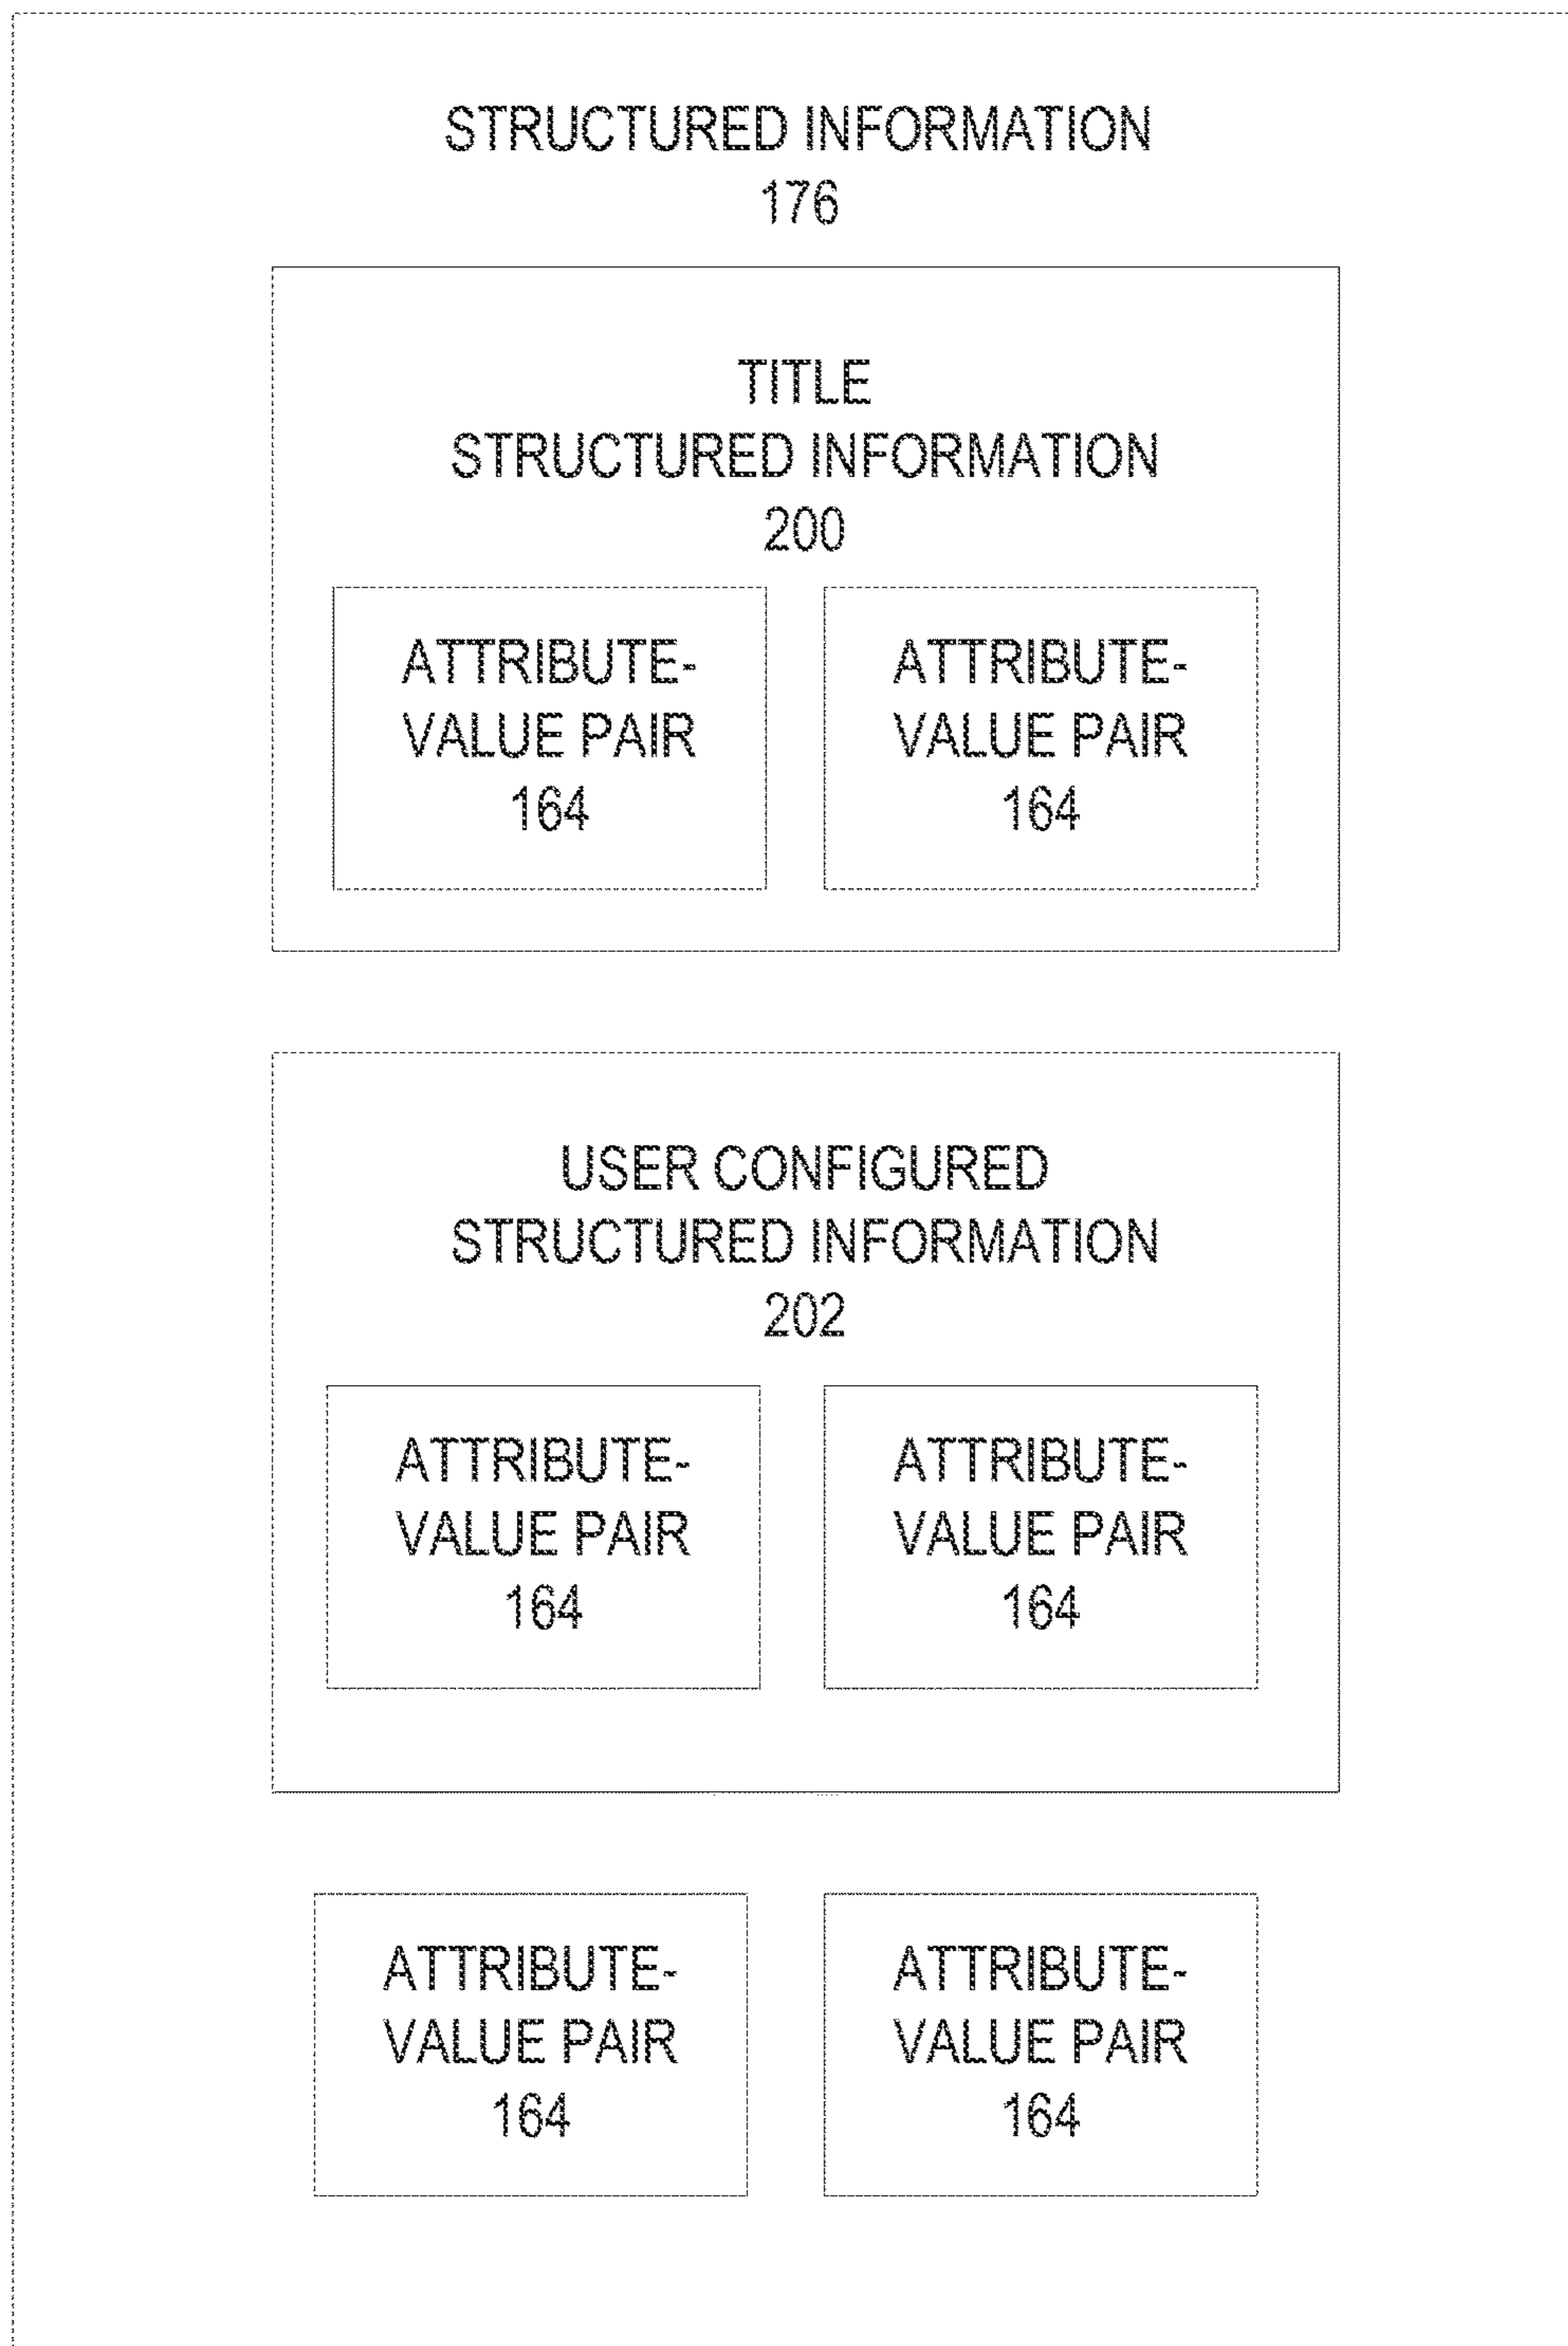 STRUCTURED INFORMATION
176
TITLE
STRUCTURED INFORMATION
200
ATTRIBUTE-
VALUE PAIR
164
ATTRIBUTE-
VALUE PAIR
164
USER CONFIGURED
STRUCTURED INFORMATION
202
ATTRIBUTE-
VALUE PAIR
164
ATTRIBUTE-
VALUE PAIR
164
ATTRIBUTE-
VALUE PAIR
164
ATTRIBUTE-
VALUE PAIR
164